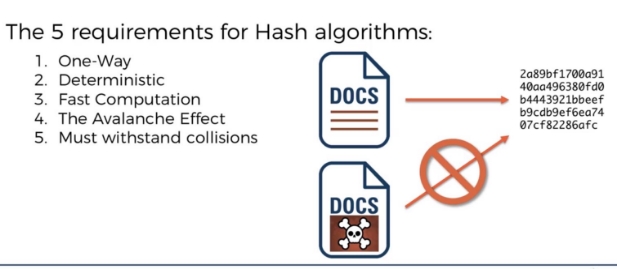 The 5 requirements for Hash algorithms:
1. One-Way
2. Deterministic
3. Fast Computation
4. The Avalanche Effect
5. Must withstand collisions
DOCS
2a89bf1700a91
40aa496380fd0
b4443921bbeef
b9cdb9ef6ea74
07cf82286afc
DOCS